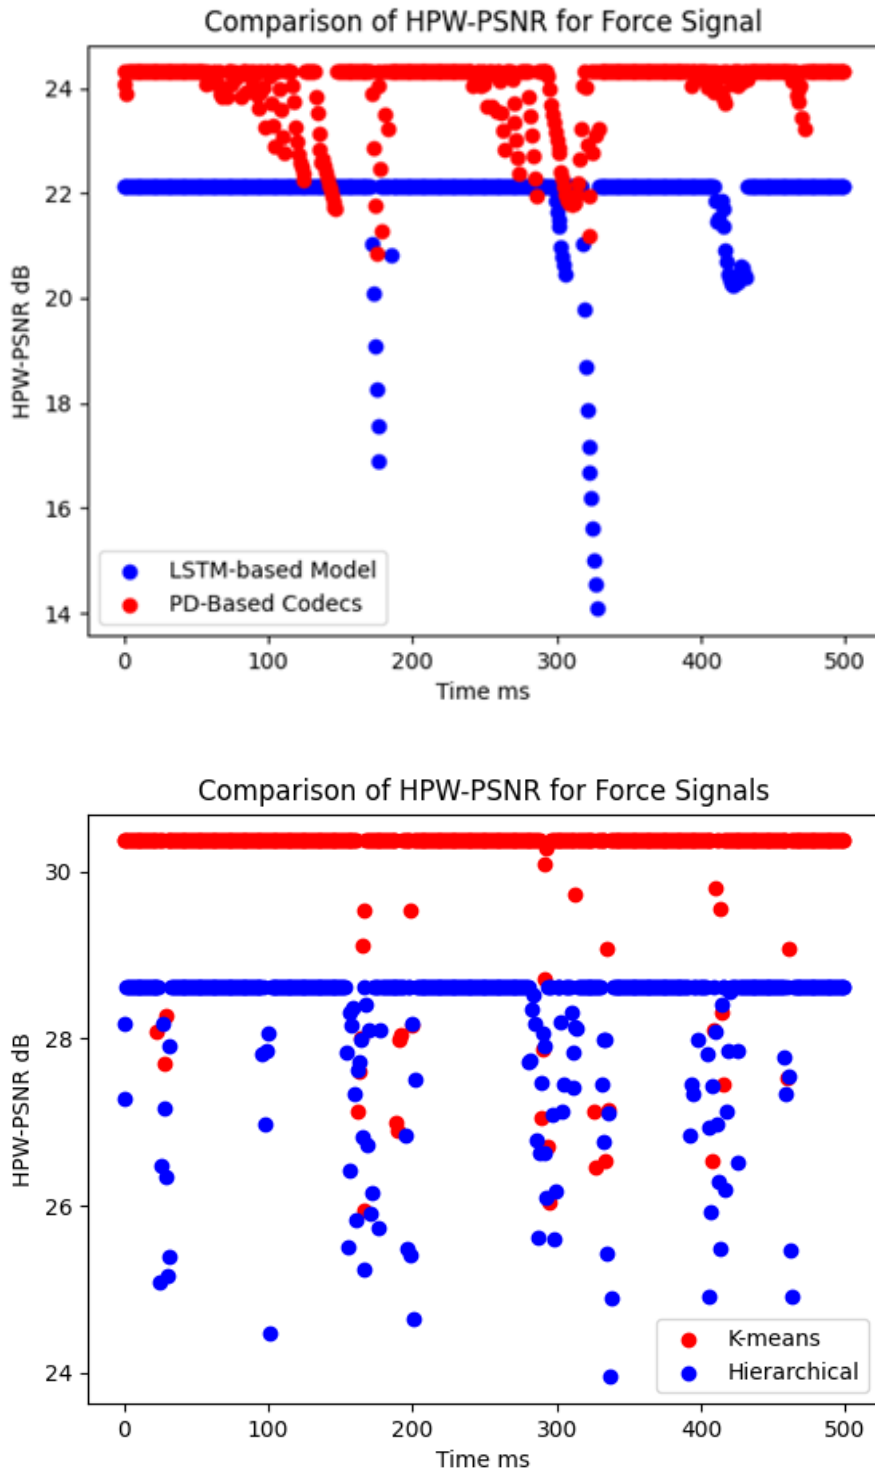 Comparison of HPW-PSNR for Force Signal
24
22
20
18
16
14
HPW-PSNR dB
LSTM-based Model
PD-Based Codecs
0 100 200 300 400 500
Time ms
Comparison of HPW-PSNR for Force Signals
30
28
26
24
HPW-PSNR dB
K-means
Hierarchical
0 100 200 300 400 500
Time ms